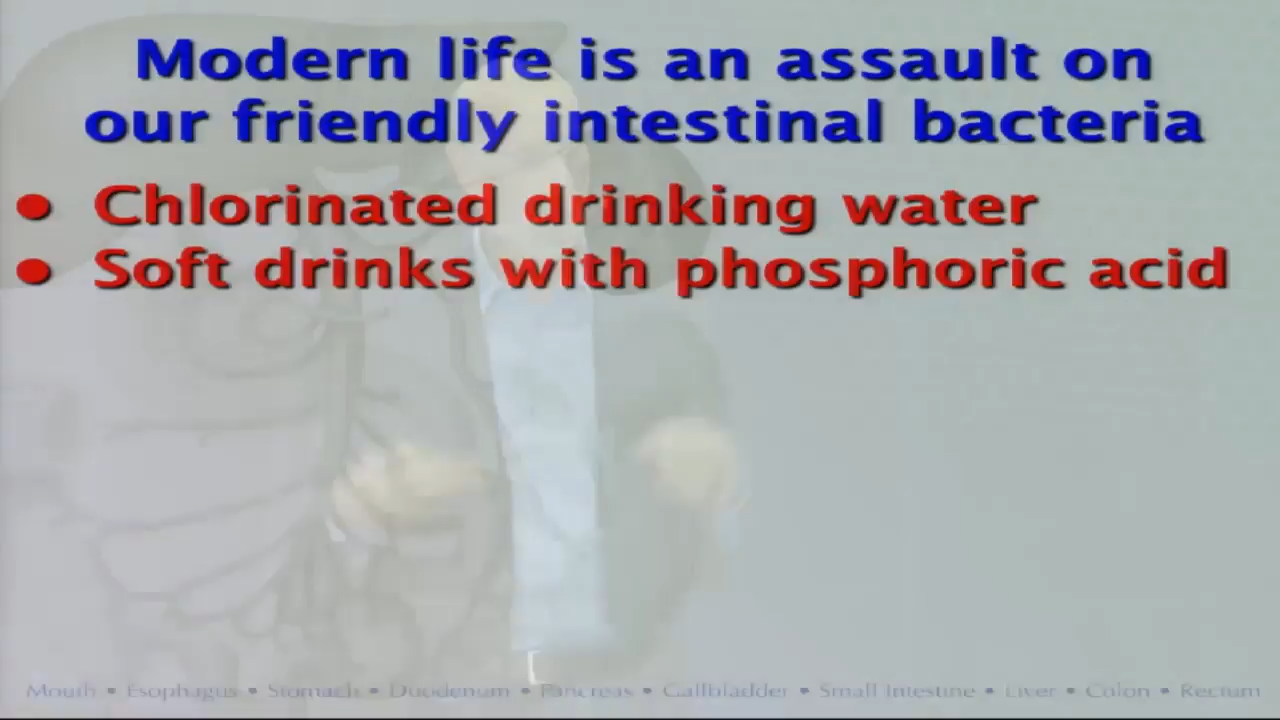 Modern life is an assault on
our friendly intestinal bacteria
• Chlorinated drinking water
• Soft drinks with phosphoric acid
Mouth • Esophagus • Stomach • Duodenum • Pancreas • Gallbladder • Small Intestine • Liver • Colon • Rectum